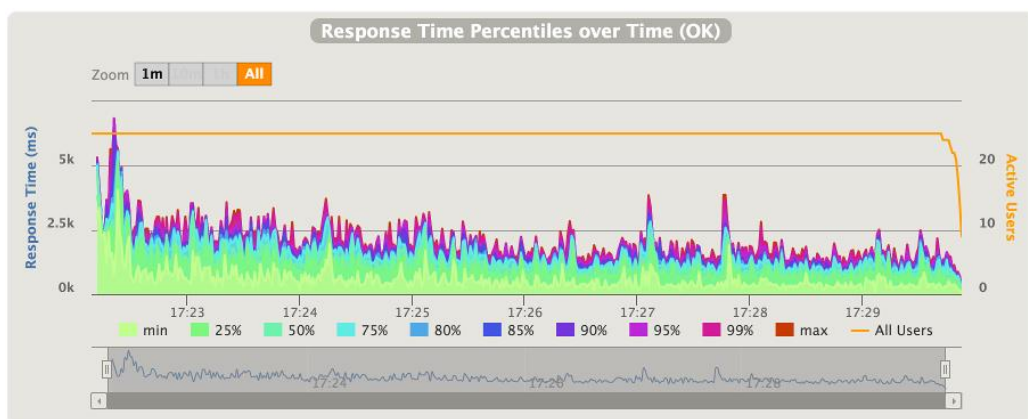 Response Time Percentiles over Time (OK)
Zoom 1m 10m 1h All
Response Time (ms)
5k
2.5k
0k
20
10
0
Active Users
17:23 17:24 17:25 17:26 17:27 17:28 17:29
min 25% 50% 75% 80% 85% 90% 95% 99% max All Users
17:24 17:26 17:28